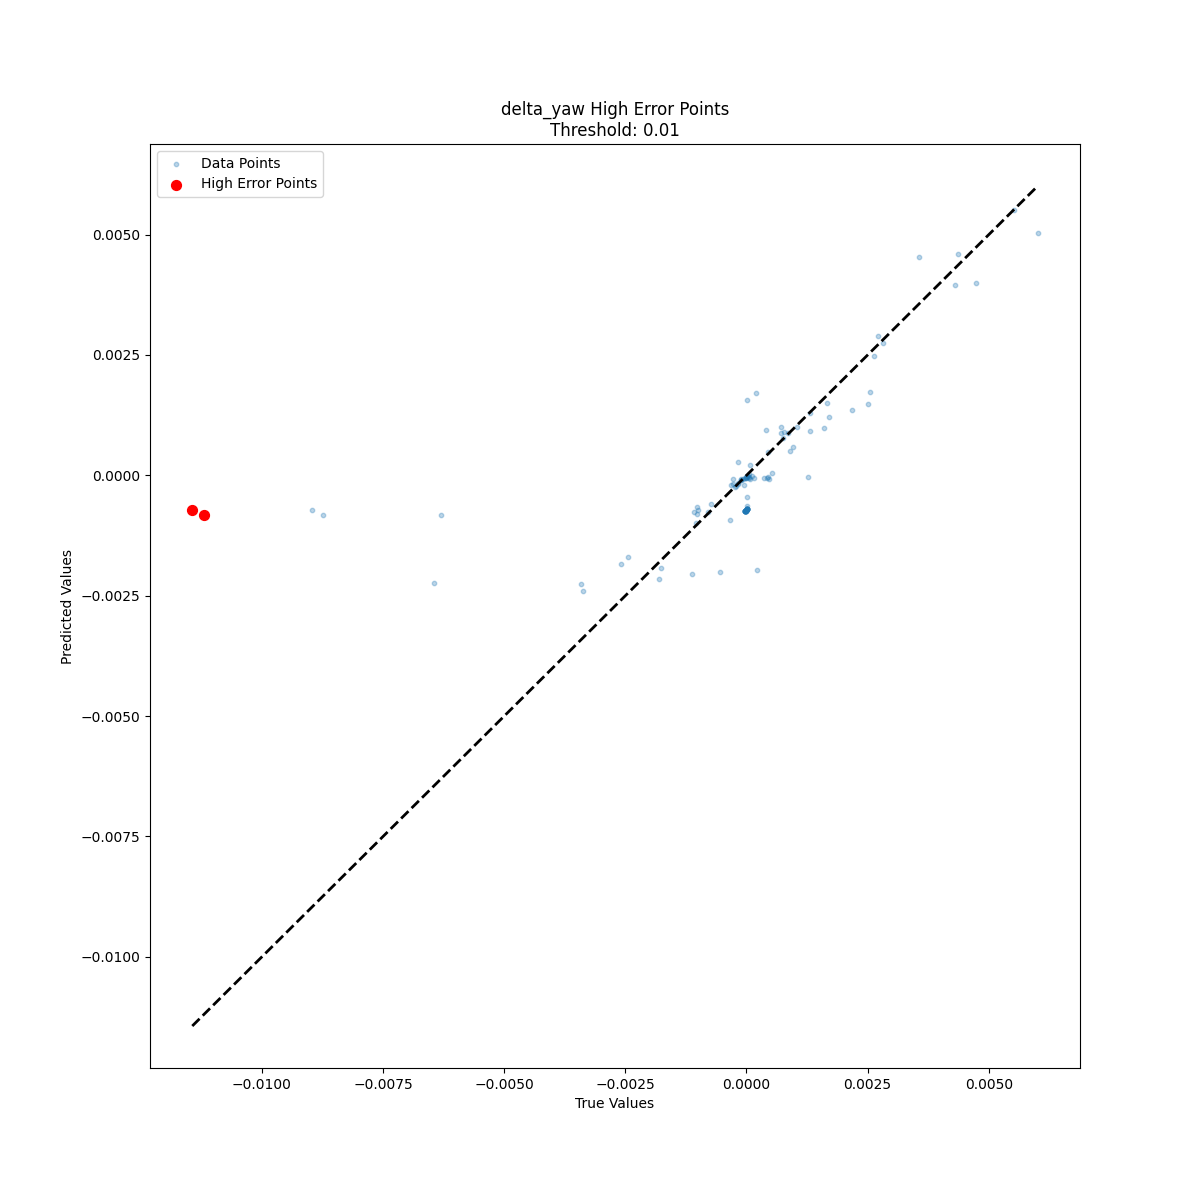 delta_yaw High Error Points
Threshold: 0.01
Data Points
High Error Points
0.0050
0.0025
0.0000
−0.0025
−0.0050
−0.0075
−0.0100
Predicted Values
−0.0100 −0.0075 −0.0050 −0.0025 0.0000 0.0025 0.0050
True Values